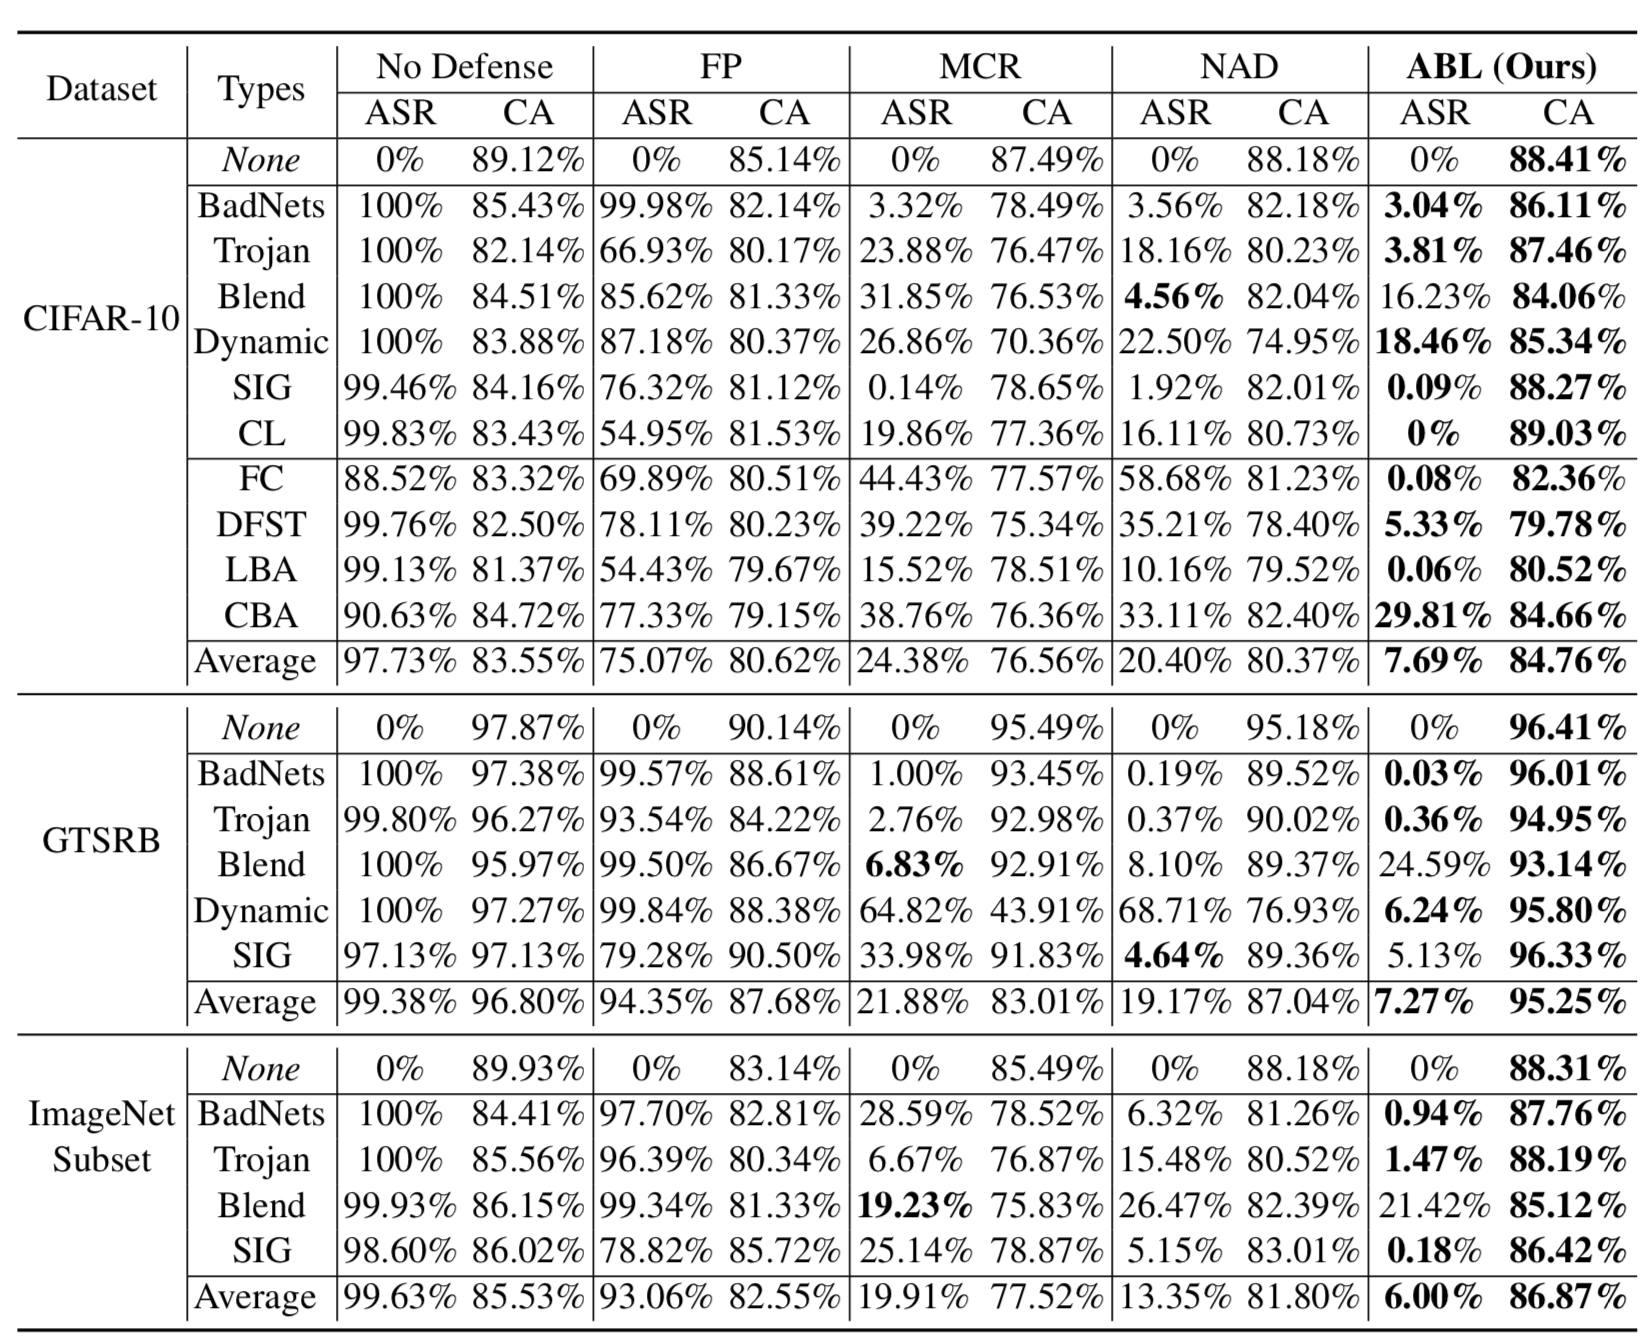 Dataset Types No Defense FP MCR NAD ABL (Ours)
ASR CA ASR CA ASR CA ASR CA ASR CA
None 0% 89.12% 0% 85.14% 0% 87.49% 0% 88.18% 0% 88.41%
BadNets 100% 85.43% 99.98% 82.14% 3.32% 78.49% 3.56% 82.18% 3.04% 86.11%
Trojan 100% 82.14% 66.93% 80.17% 23.88% 76.47% 18.16% 80.23% 3.81% 87.46%
Blend 100% 84.51% 85.62% 81.33% 31.85% 76.53% 4.56% 82.04% 16.23% 84.06%
CIFAR-10
Dynamic 100% 83.88% 87.18% 80.37% 26.86% 70.36% 22.50% 74.95% 18.46% 85.34%
SIG 99.46% 84.16% 76.32% 81.12% 0.14% 78.65% 1.92% 82.01% 0.09% 88.27%
CL 99.83% 83.43% 54.95% 81.53% 19.86% 77.36% 16.11% 80.73% 0% 89.03%
FC 88.52% 83.32% 69.89% 80.51% 44.43% 77.57% 58.68% 81.23% 0.08% 82.36%
DFST 99.76% 82.50% 78.11% 80.23% 39.22% 75.34% 35.21% 78.40% 5.33% 79.78%
LBA 99.13% 81.37% 54.43% 79.67% 15.52% 78.51% 10.16% 79.52% 0.06% 80.52%
CBA 90.63% 84.72% 77.33% 79.15% 38.76% 76.36% 33.11% 82.40% 29.81% 84.66%
Average 97.73% 83.55% 75.07% 80.62% 24.38% 76.56% 20.40% 80.37% 7.69% 84.76%
None 0% 97.87% 0% 90.14% 0% 95.49% 0% 95.18% 0% 96.41%
BadNets 100% 97.38% 99.57% 88.61% 1.00% 93.45% 0.19% 89.52% 0.03% 96.01%
Trojan 99.80% 96.27% 93.54% 84.22% 2.76% 92.98% 0.37% 90.02% 0.36% 94.95%
GTSRB
Blend 100% 95.97% 99.50% 86.67% 6.83% 92.91% 8.10% 89.37% 24.59% 93.14%
Dynamic 100% 97.27% 99.84% 88.38% 64.82% 43.91% 68.71% 76.93% 6.24% 95.80%
SIG 97.13% 97.13% 79.28% 90.50% 33.98% 91.83% 4.64% 89.36% 5.13% 96.33%
Average 99.38% 96.80% 94.35% 87.68% 21.88% 83.01% 19.17% 87.04% 7.27% 95.25%
None 0% 89.93% 0% 83.14% 0% 85.49% 0% 88.18% 0% 88.31%
ImageNet BadNets 100% 84.41% 97.70% 82.81% 28.59% 78.52% 6.32% 81.26% 0.94% 87.76%
Subset Trojan 100% 85.56% 96.39% 80.34% 6.67% 76.87% 15.48% 80.52% 1.47% 88.19%
Blend 99.93% 86.15% 99.34% 81.33% 19.23% 75.83% 26.47% 82.39% 21.42% 85.12%
SIG 98.60% 86.02% 78.82% 85.72% 25.14% 78.87% 5.15% 83.01% 0.18% 86.42%
Average 99.63% 85.53% 93.06% 82.55% 19.91% 77.52% 13.35% 81.80% 6.00% 86.87%